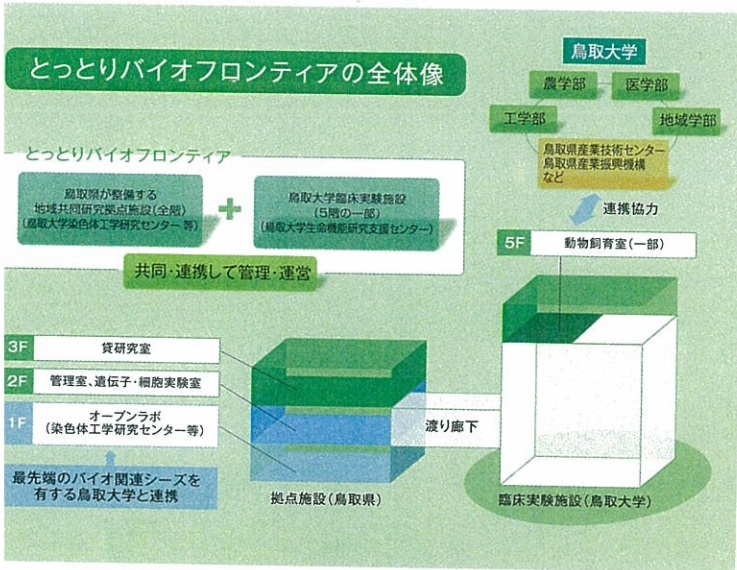 とっとりバイオフロンティアの全体像
鳥取大学
農学部
医学部
工学部
地域学部
鳥取県産業技術センター
鳥取県産業振興機構
など
連携協力
とっとりバイオフロンティア
鳥取県が整備する
地域共同研究拠点施設(全階)
(鳥取大学染色体工学研究センター 等)
+
鳥取大学臨床実験施設
(5階の一部)
(鳥取大学生命機能研究支援センター)
共同・連携して管理・運営
5F 動物飼育室(一部)
3F 貸研究室
2F 管理室、遺伝子・細胞実験室
1F オープンラボ
(染色体工学研究センター等)
渡り廊下
最先端のバイオ関連シーズを
有する鳥取大学と連携
拠点施設(鳥取県)
臨床実験施設(鳥取大学)